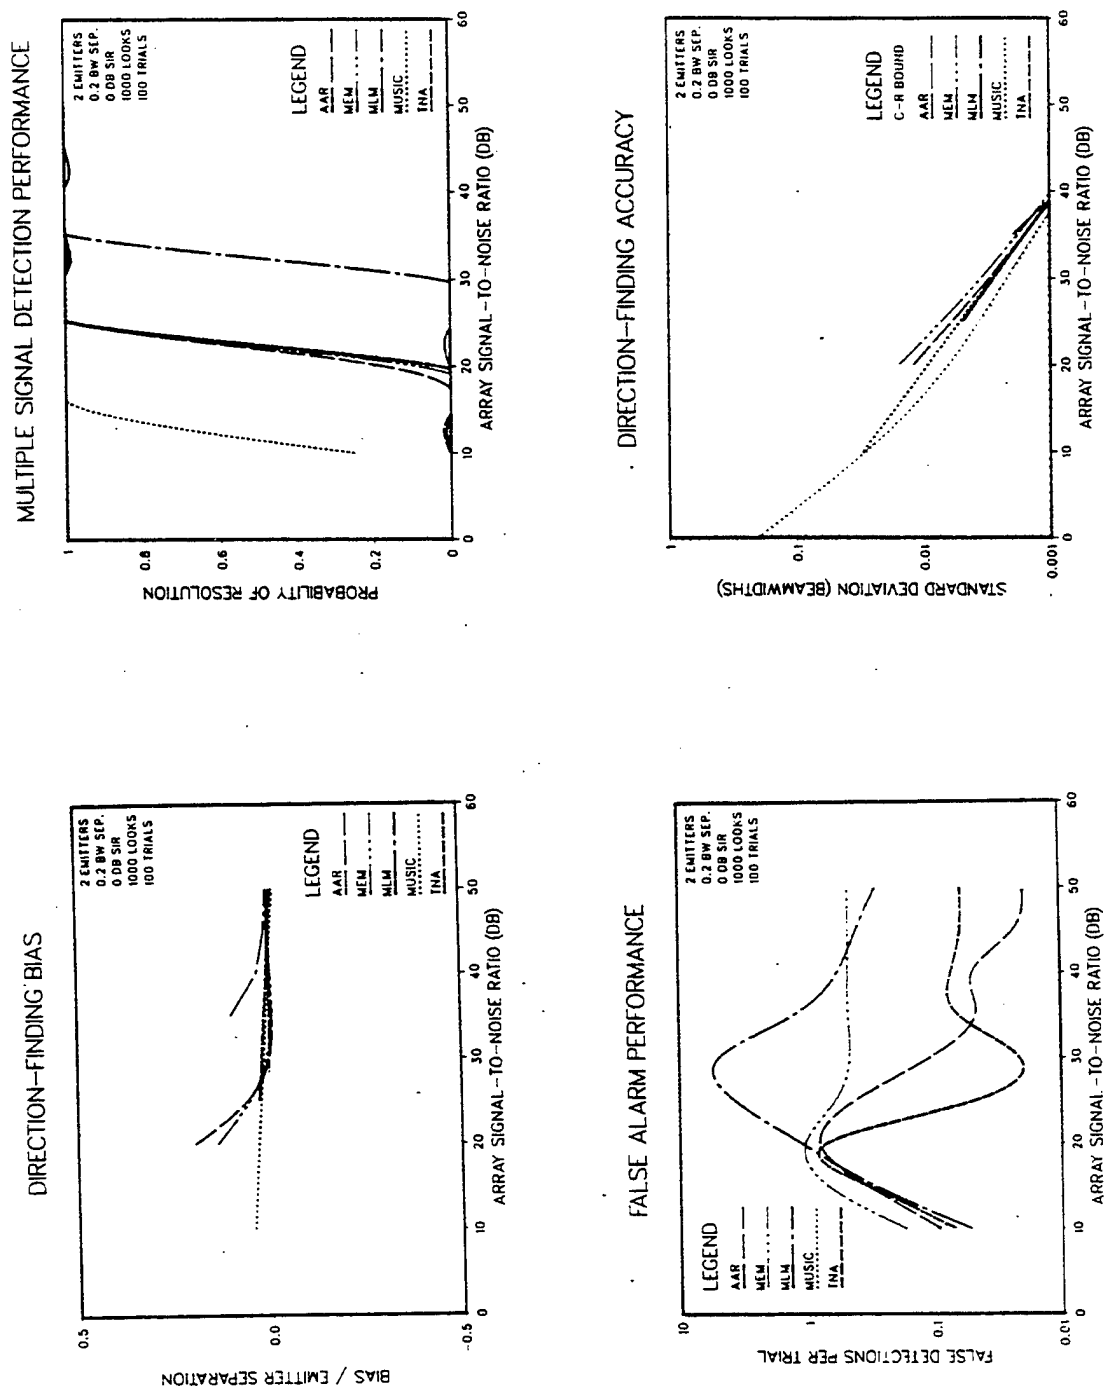 DIRECTION-FINDING BIAS
2 EMITTERS
0.2 BW SEP.
0 DB SIR
1000 LOOKS
100 TRIALS
LEGEND
AAR
MEM
MLM
MUSIC
TNA
BIAS / EMITTER SEPARATION
0.5
0.0
-0.5
0 10 20 30 40 50 60
ARRAY SIGNAL-TO-NOISE RATIO (DB)
MULTIPLE SIGNAL DETECTION PERFORMANCE
2 EMITTERS
0.2 BW SEP.
0 DB SIR
1000 LOOKS
100 TRIALS
LEGEND
AAR
MEM
MLM
MUSIC
TNA
PROBABILITY OF RESOLUTION
1
0.8
0.6
0.4
0.2
0
0 10 20 30 40 50 60
ARRAY SIGNAL-TO-NOISE RATIO (DB)
FALSE ALARM PERFORMANCE
LEGEND
AAR
MEM
MLM
MUSIC
TNA
2 EMITTERS
0.2 BW SEP.
0 DB SIR
1000 LOOKS
100 TRIALS
FALSE DETECTIONS PER TRIAL
10
1
0.1
0.01
0 10 20 30 40 50 60
ARRAY SIGNAL-TO-NOISE RATIO (DB)
DIRECTION-FINDING ACCURACY
2 EMITTERS
0.2 BW SEP.
0 DB SIR
1000 LOOKS
100 TRIALS
LEGEND
C-R BOUND
AAR
MEM
MLM
MUSIC
TNA
STANDARD DEVIATION (BEAMWIDTHS)
1
0.1
0.01
0.001
0 10 20 30 40 50 60
ARRAY SIGNAL-TO-NOISE RATIO (DB)